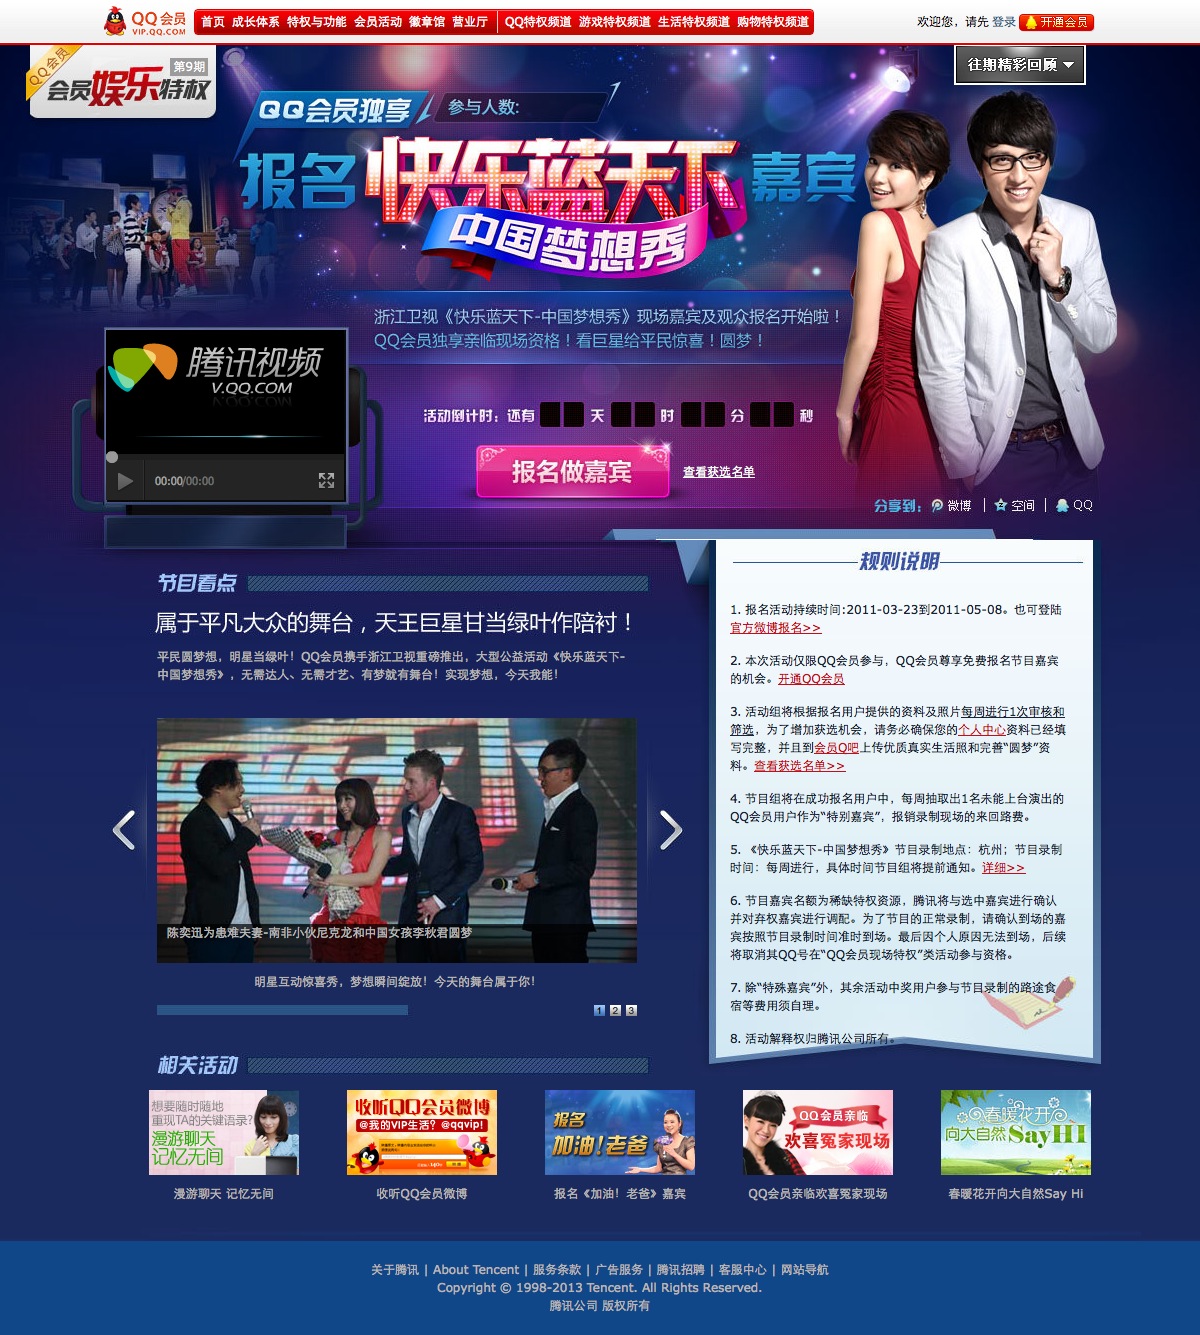 QQ会员
VIP.QQ.COM
首页 成长体系 特权与功能 会员活动 徽章馆 营业厅 QQ特权频道 游戏特权频道 生活特权频道 购物特权频道
欢迎您，请先 登录 开通会员
QQ会员
第9期
会员娱乐特权
往期精彩回顾
QQ会员独享 参与人数:
报名 快乐蓝天下 嘉宾
中国梦想秀
浙江卫视《快乐蓝天下-中国梦想秀》现场嘉宾及观众报名开始啦！
QQ会员独享亲临现场资格！看巨星给平民惊喜！圆梦！
腾讯视频
V.QQ.COM
00:00/00:00
活动倒计时：还有 天 时 分 秒
报名做嘉宾 查看获选名单
分享到： 微博 | 空间 | QQ
节目看点
属于平凡大众的舞台，天王巨星甘当绿叶作陪衬！
平民圆梦想，明星当绿叶！QQ会员携手浙江卫视重磅推出，大型公益活动《快乐蓝天下-
中国梦想秀》，无需达人、无需才艺、有梦就有舞台！实现梦想，今天我能！
陈奕迅为患难夫妻-南非小伙尼克龙和中国女孩李秋君圆梦
明星互动惊喜秀，梦想瞬间绽放！今天的舞台属于你！
1 2 3
规则说明
1. 报名活动持续时间:2011-03-23到2011-05-08。也可登陆
官方微博报名>>
2. 本次活动仅限QQ会员参与，QQ会员尊享免费报名节目嘉宾
的机会。开通QQ会员
3. 活动组将根据报名用户提供的资料及照片每周进行1次审核和
筛选，为了增加获选机会，请务必确保您的个人中心资料已经填
写完整，并且到会员Q吧上传优质真实生活照和完善“圆梦”资
料。查看获选名单>>
4. 节目组将在成功报名用户中，每周抽取出1名未能上台演出的
QQ会员用户作为“特别嘉宾”，报销录制现场的来回路费。
5. 《快乐蓝天下-中国梦想秀》节目录制地点：杭州；节目录制
时间：每周进行，具体时间节目组将提前通知。详细>>
6. 节目嘉宾名额为稀缺特权资源，腾讯将与选中嘉宾进行确认
并对弃权嘉宾进行调配。为了节目的正常录制，请确认到场的嘉
宾按照节目录制时间准时到场。最后因个人原因无法到场，后续
将取消其QQ号在“QQ会员现场特权”类活动参与资格。
7. 除“特殊嘉宾”外，其余活动中奖用户参与节目录制的路途食
宿等费用须自理。
8. 活动解释权归腾讯公司所有。
相关活动
想要随时随地
重现TA的关键语录?
漫游聊天
记忆无间
收听QQ会员微博
@我的VIP生活? @qqvip!
报名
加油!老爸
QQ会员亲临
欢喜冤家现场
春暖花开
向大自然SayHI
漫游聊天 记忆无间
收听QQ会员微博
报名《加油！老爸》嘉宾
QQ会员亲临欢喜冤家现场
春暖花开向大自然Say Hi
关于腾讯 | About Tencent | 服务条款 | 广告服务 | 腾讯招聘 | 客服中心 | 网站导航
Copyright © 1998-2013 Tencent. All Rights Reserved.
腾讯公司 版权所有